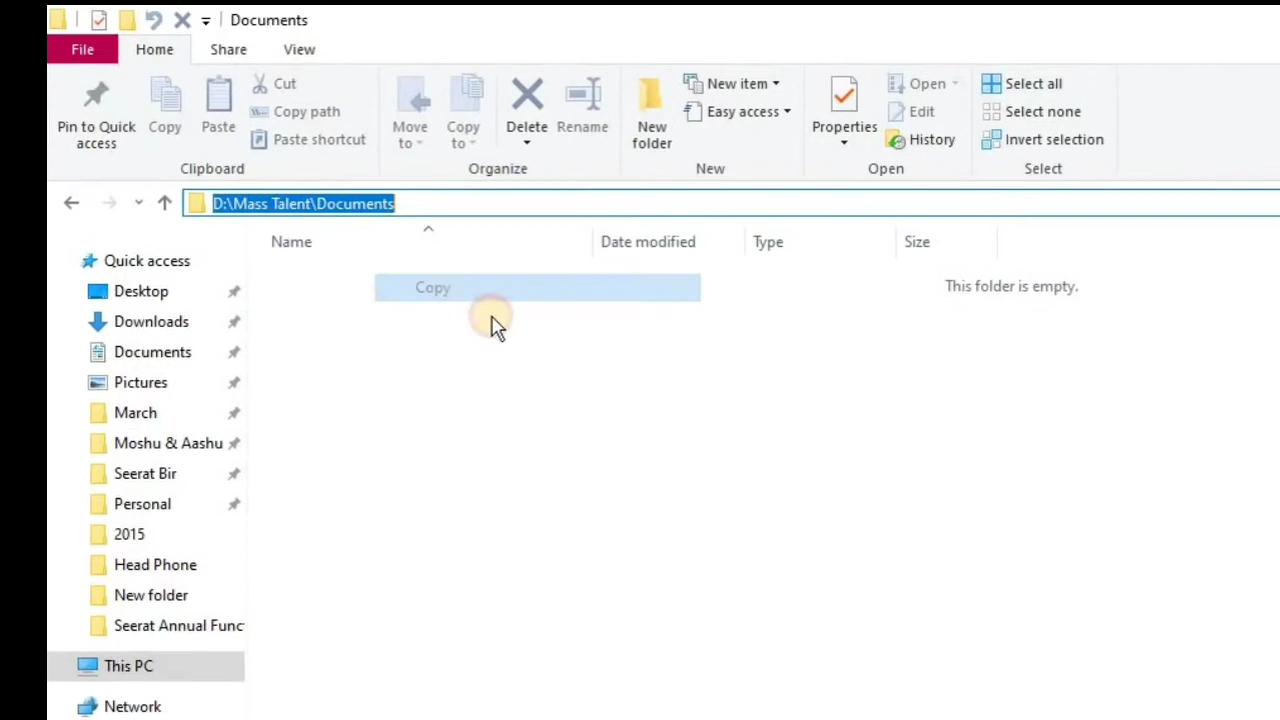 Documents
File Home Share View
Pin to Quick access
Copy
Paste
Cut
Copy path
Paste shortcut
Clipboard
Move to
Copy to
Delete
Rename
Organize
New folder
New item
Easy access
New
Properties
Open
Edit
History
Open
Select all
Select none
Invert selection
Select
D:\Mass Talent\Documents
Name Date modified Type Size
Copy
This folder is empty.
Quick access
Desktop
Downloads
Documents
Pictures
March
Moshu & Aashu
Seerat Bir
Personal
2015
Head Phone
New folder
Seerat Annual Func
This PC
Network